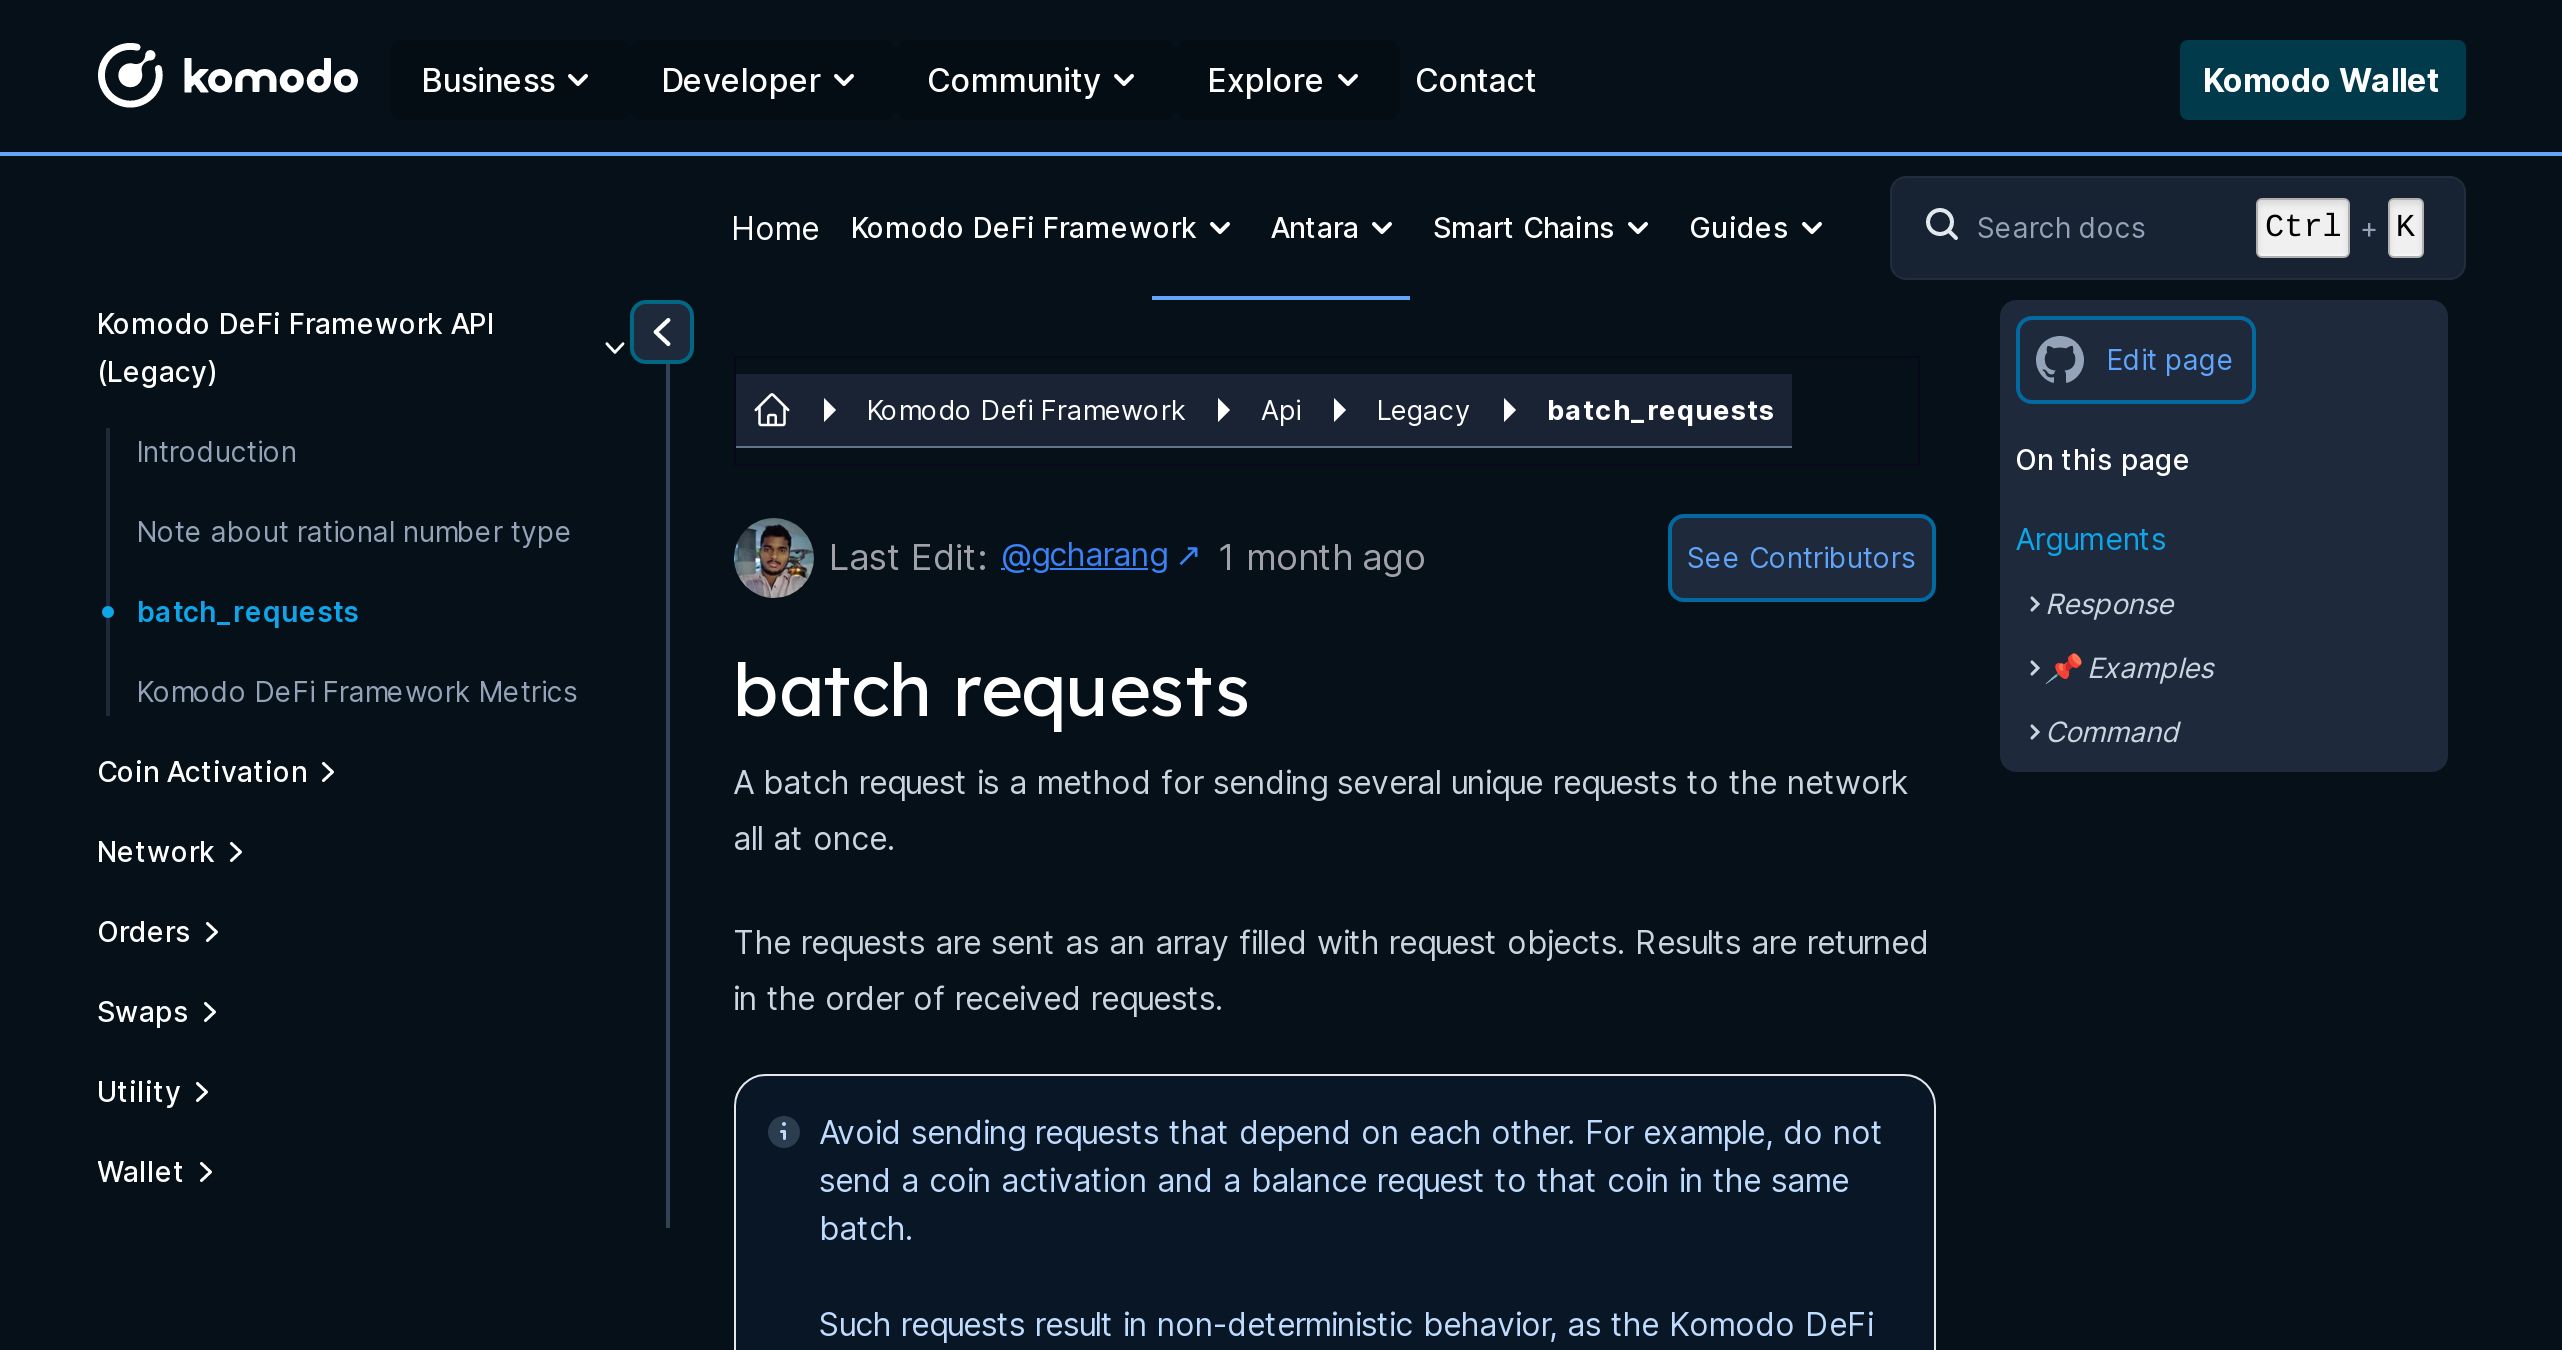 komodo
Business
Developer
Community
Explore
Contact
Komodo Wallet
Home
Komodo DeFi Framework
Antara
Smart Chains
Guides
Search docs
Ctrl + K
Komodo DeFi Framework API
(Legacy)
Introduction
Note about rational number type
batch_requests
Komodo DeFi Framework Metrics
Coin Activation
Network
Orders
Swaps
Utility
Wallet
Komodo Defi Framework
Api
Legacy
batch_requests
Last Edit: @gcharang ↗ 1 month ago
See Contributors
batch requests
A batch request is a method for sending several unique requests to the network
all at once.
The requests are sent as an array filled with request objects. Results are returned
in the order of received requests.
Avoid sending requests that depend on each other. For example, do not
send a coin activation and a balance request to that coin in the same
batch.
Such requests result in non-deterministic behavior, as the Komodo DeFi
Edit page
On this page
Arguments
Response
📌 Examples
Command